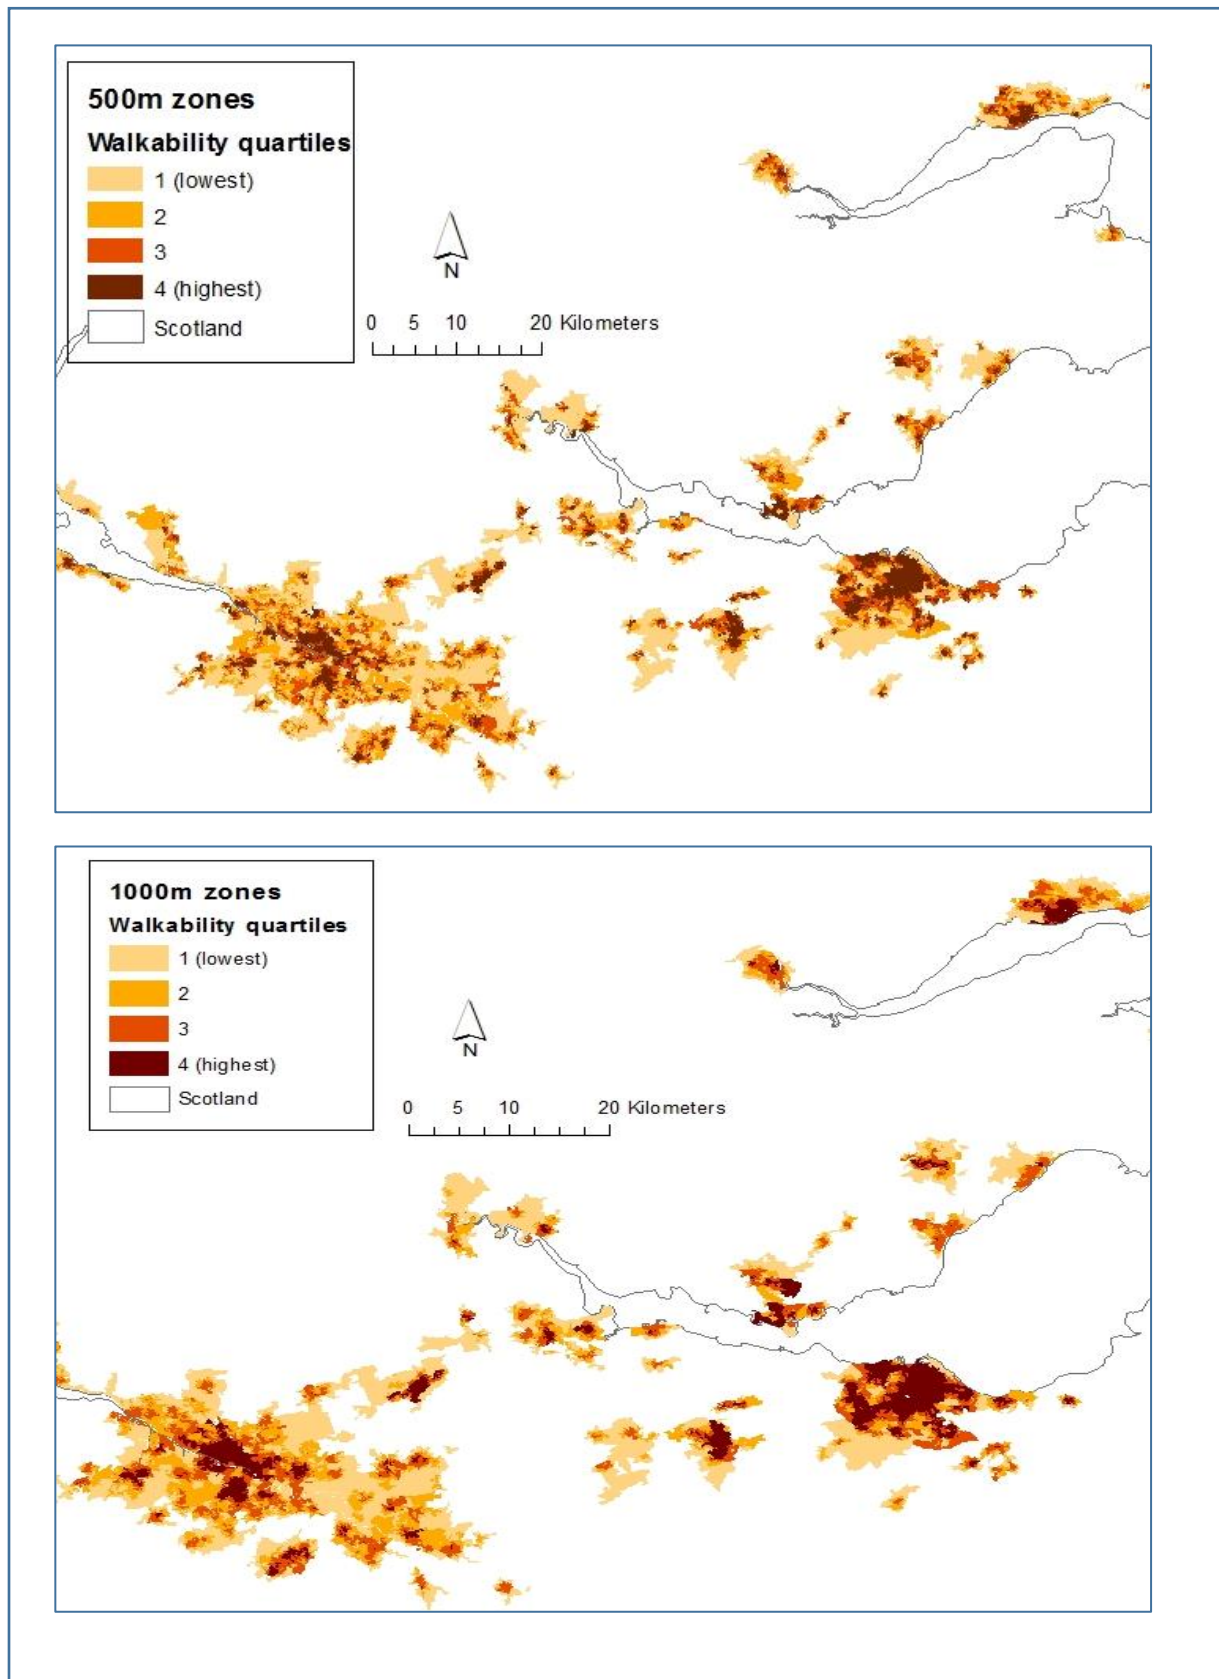 500m zones
Walkability quartiles
1 (lowest)
2
3
4 (highest)
Scotland
N
0 5 10 20 Kilometers
1000m zones
Walkability quartiles
1 (lowest)
2
3
4 (highest)
Scotland
N
0 5 10 20 Kilometers